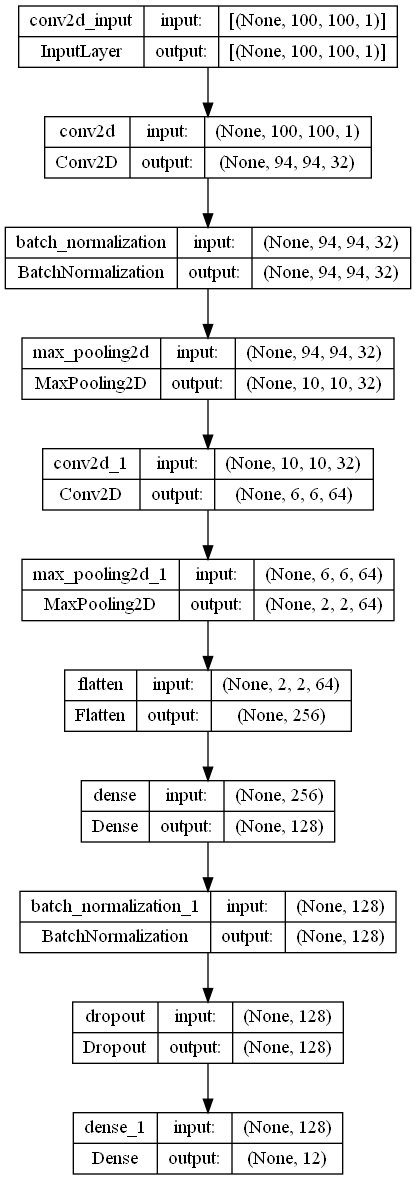 conv2d_input input: [(None, 100, 100, 1)]
InputLayer output: [(None, 100, 100, 1)]
conv2d input: (None, 100, 100, 1)
Conv2D output: (None, 94, 94, 32)
batch_normalization input: (None, 94, 94, 32)
BatchNormalization output: (None, 94, 94, 32)
max_pooling2d input: (None, 94, 94, 32)
MaxPooling2D output: (None, 10, 10, 32)
conv2d_1 input: (None, 10, 10, 32)
Conv2D output: (None, 6, 6, 64)
max_pooling2d_1 input: (None, 6, 6, 64)
MaxPooling2D output: (None, 2, 2, 64)
flatten input: (None, 2, 2, 64)
Flatten output: (None, 256)
dense input: (None, 256)
Dense output: (None, 128)
batch_normalization_1 input: (None, 128)
BatchNormalization output: (None, 128)
dropout input: (None, 128)
Dropout output: (None, 128)
dense_1 input: (None, 128)
Dense output: (None, 12)